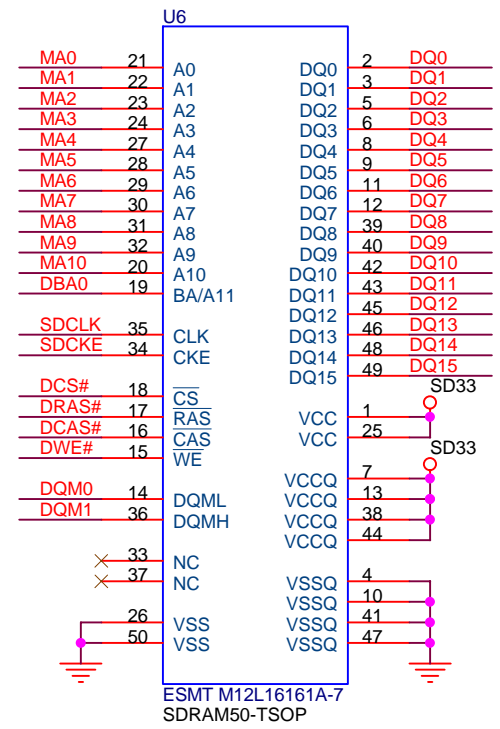 U6
MA0 21 A0 DQ0 2 DQ0
MA1 22 A1 DQ1 3 DQ1
MA2 23 A2 DQ2 5 DQ2
MA3 24 A3 DQ3 6 DQ3
MA4 27 A4 DQ4 8 DQ4
MA5 28 A5 DQ5 9 DQ5
MA6 29 A6 DQ6 11 DQ6
MA7 30 A7 DQ7 12 DQ7
MA8 31 A8 DQ8 39 DQ8
MA9 32 A9 DQ9 40 DQ9
MA10 20 A10 DQ10 42 DQ10
DBA0 19 BA/A11 DQ11 43 DQ11
DQ12 45 DQ12
SDCLK 35 CLK DQ13 46 DQ13
SDCKE 34 CKE DQ14 48 DQ14
DQ15 49 DQ15
DCS# 18 CS SD33
DRAS# 17 RAS VCC 1
DCAS# 16 CAS VCC 25
DWE# 15 WE SD33
VCCQ 7
DQM0 14 DQML VCCQ 13
DQM1 36 DQMH VCCQ 38
VCCQ 44
33 NC
37 NC VSSQ 4
VSSQ 10
26 VSS VSSQ 41
50 VSS VSSQ 47
ESMT M12L16161A-7
SDRAM50-TSOP